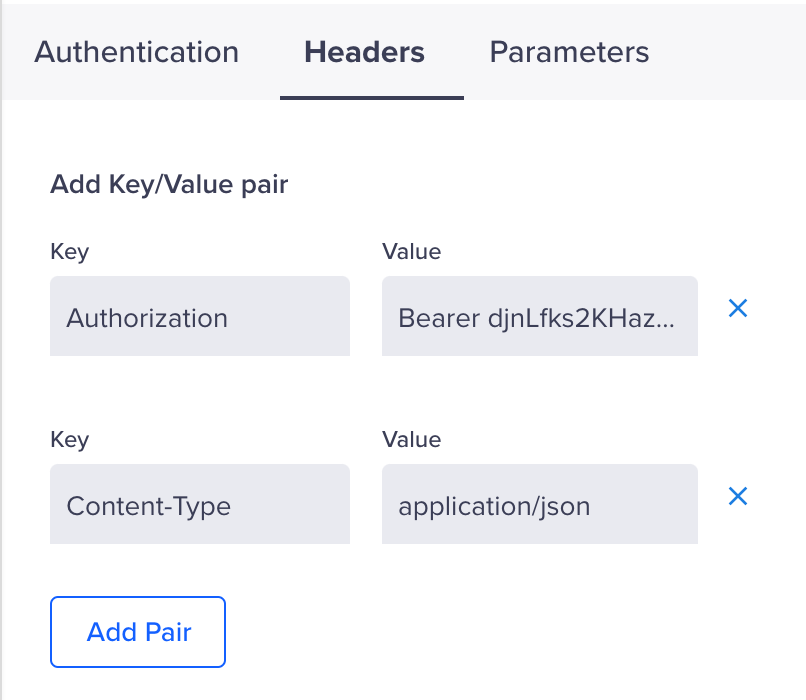 Authentication Headers Parameters
Add Key/Value pair
Key Value
Authorization Bearer djnLfks2KHaz...
Key Value
Content-Type application/json
Add Pair